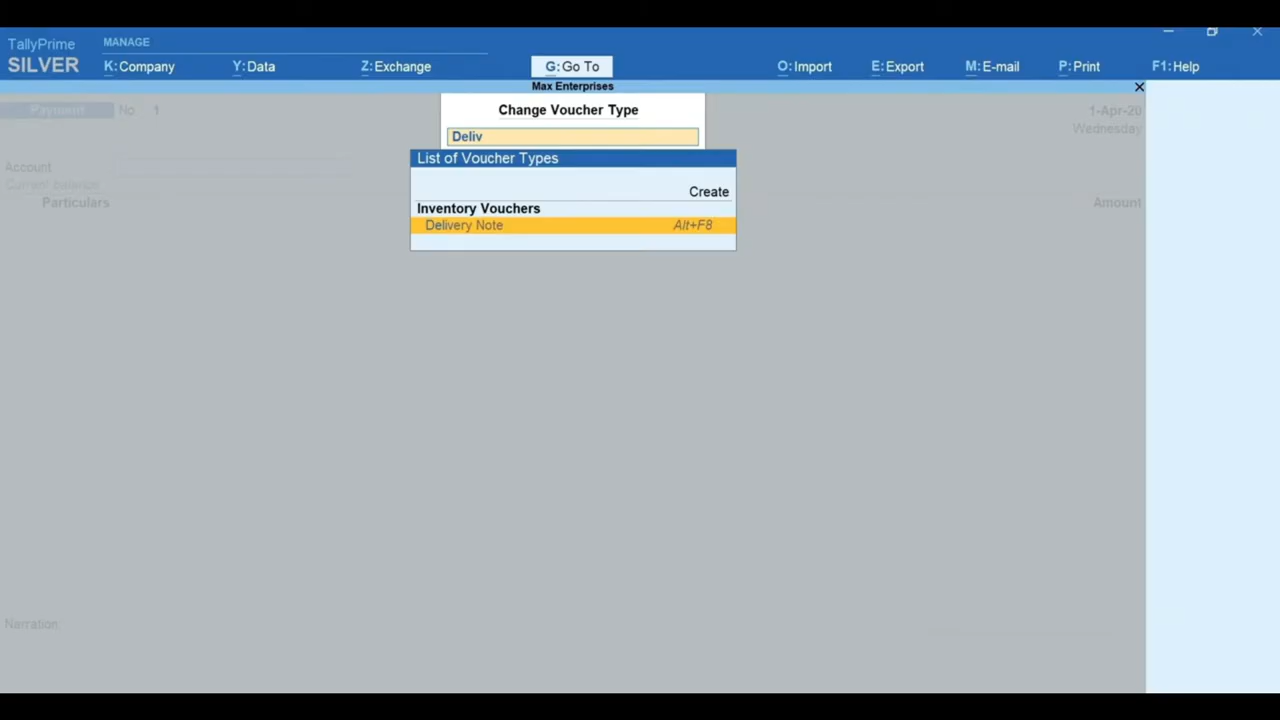 TallyPrime
MANAGE
SILVER
K:Company
Y:Data
Z:Exchange
G:Go To
O:Import
E:Export
M:E-mail
P:Print
F1:Help
Max Enterprises
Payment No. 1
1-Apr-20
Wednesday
Change Voucher Type
Deliv
List of Voucher Types
Create
Inventory Vouchers
Delivery Note Alt+F8
Account
Current balance
Particulars
Amount
Narration: